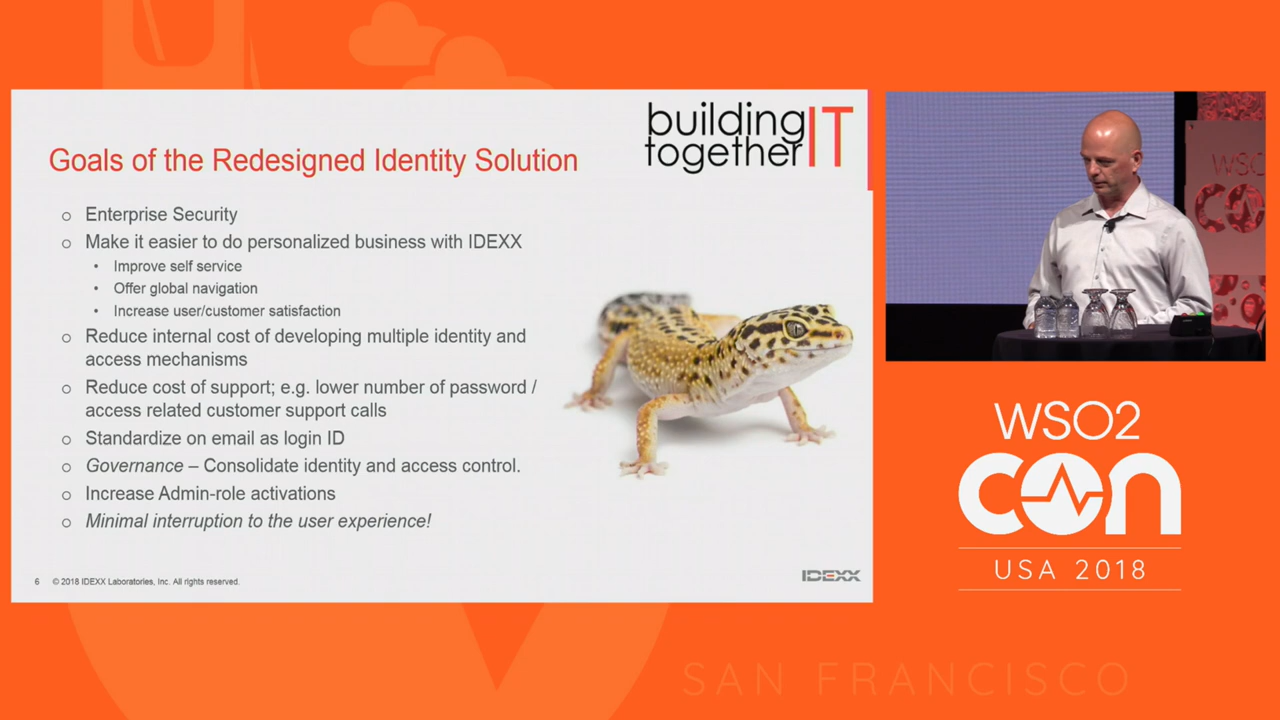 building
together IT
Goals of the Redesigned Identity Solution
o Enterprise Security
o Make it easier to do personalized business with IDEXX
• Improve self service
• Offer global navigation
• Increase user/customer satisfaction
o Reduce internal cost of developing multiple identity and
access mechanisms
o Reduce cost of support; e.g. lower number of password /
access related customer support calls
o Standardize on email as login ID
o Governance – Consolidate identity and access control.
o Increase Admin-role activations
o Minimal interruption to the user experience!
6 © 2018 IDEXX Laboratories, Inc. All rights reserved.
IDEXX
WSO2
con
USA 2018
SAN FRANCISCO